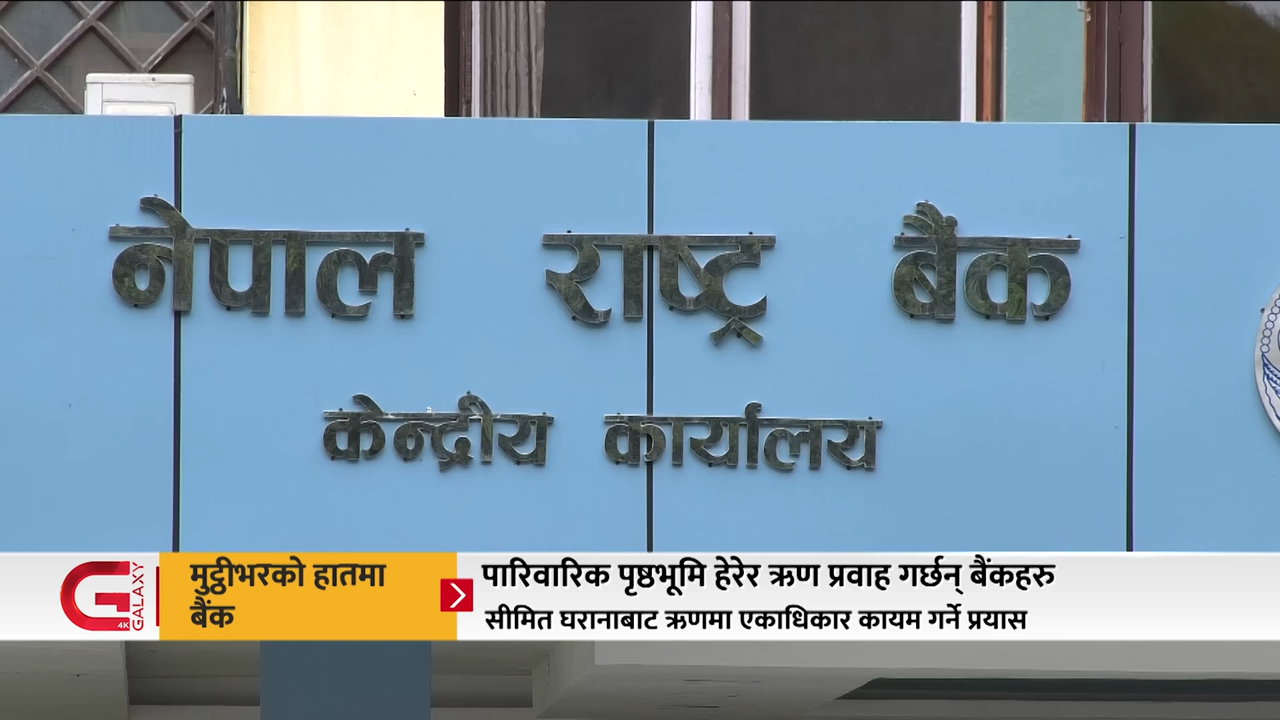 नेपाल राष्ट्र बैंक
केन्द्रीय कार्यालय
G GALAXY 4K
मुट्ठीभरको हातमा
बैंक
पारिवारिक पृष्ठभूमि हेरेर ऋण प्रवाह गर्छन् बैंकहरु
सीमित घरानाबाट ऋणमा एकाधिकार कायम गर्ने प्रयास